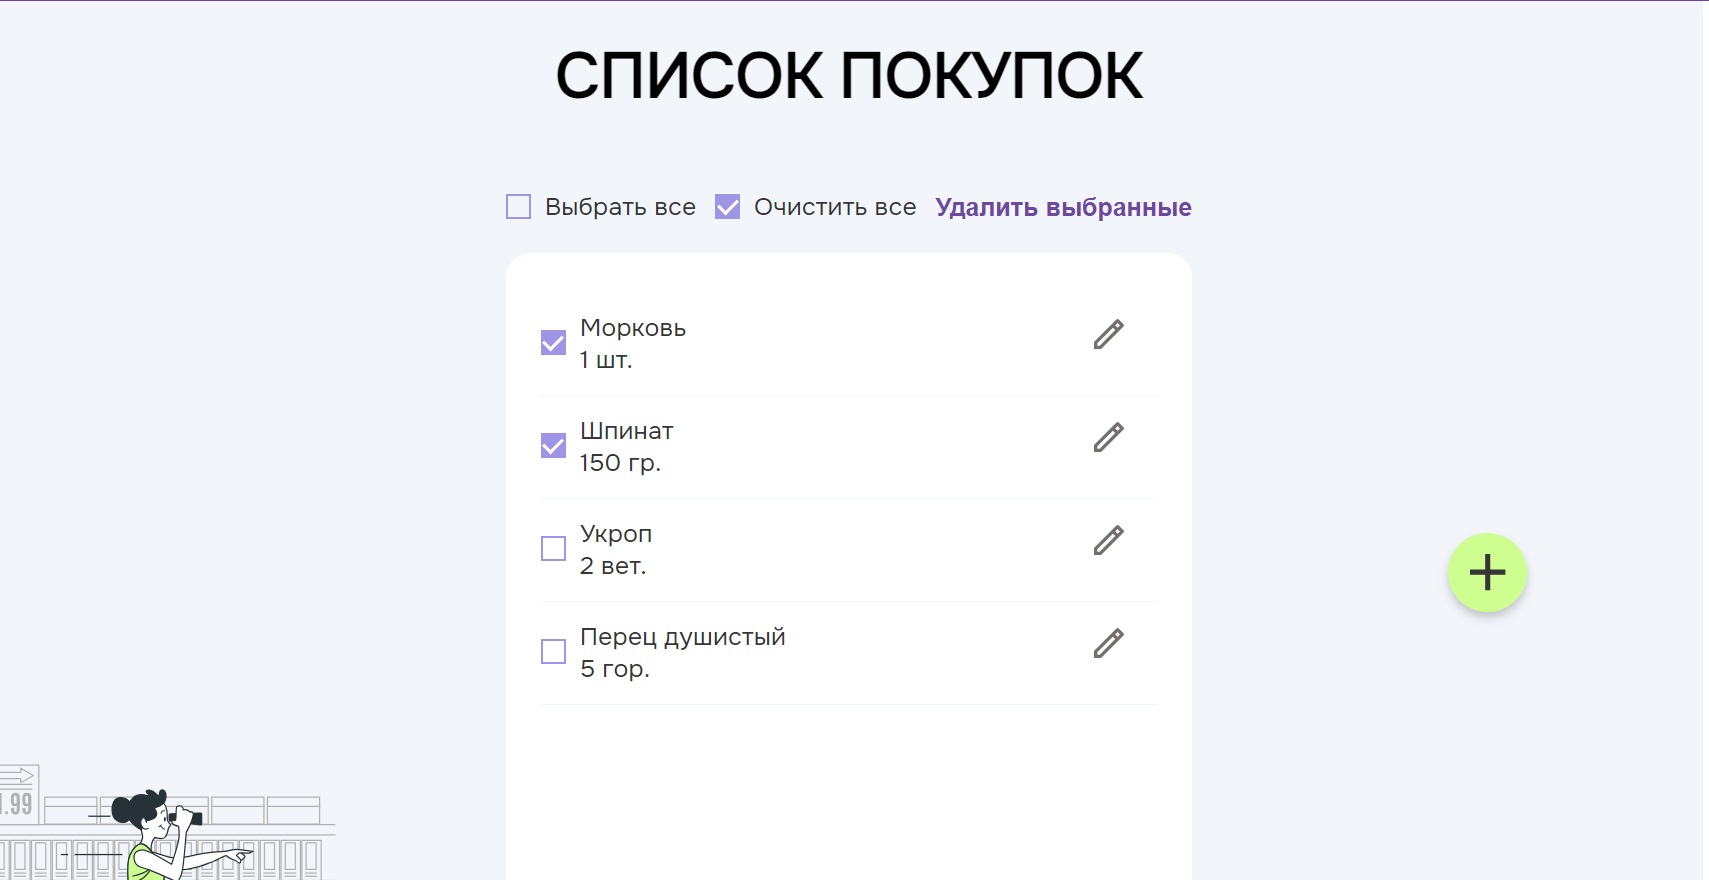 СПИСОК ПОКУПОК
Выбрать все Очистить все Удалить выбранные
Морковь
1 шт.
Шпинат
150 гр.
Укроп
2 вет.
Перец душистый
5 гор.
.99